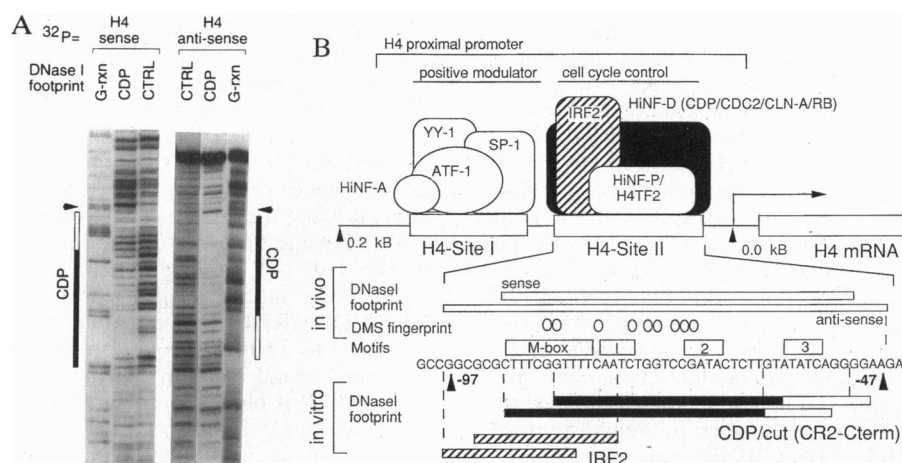 A
32P=
H4 sense
H4 anti-sense
DNase I footprint
G-rxn
CDP
CTRL
CTRL
CDP
G-rxn
CDP
CDP
B
H4 proximal promoter
positive modulator
cell cycle control
HiNF-D (CDP/CDC2/CLN-A/RB)
IRF2
YY-1
SP-1
ATF-1
HiNF-A
HiNF-P/
H4TF2
0.2 kB
H4-Site I
H4-Site II
0.0 kB
H4 mRNA
in vivo
DNaseI
footprint
sense
anti-sense
DMS fingerprint
Motifs
M-box
1
2
3
GCCGGCGCGCTTTCGGTTTTCAATCTGGTCCGATACTCTTGTATATCAGGGGAAGA
-97
-47
in vitro
DNaseI
footprint
CDP/cut (CR2-Cterm)
IRF2